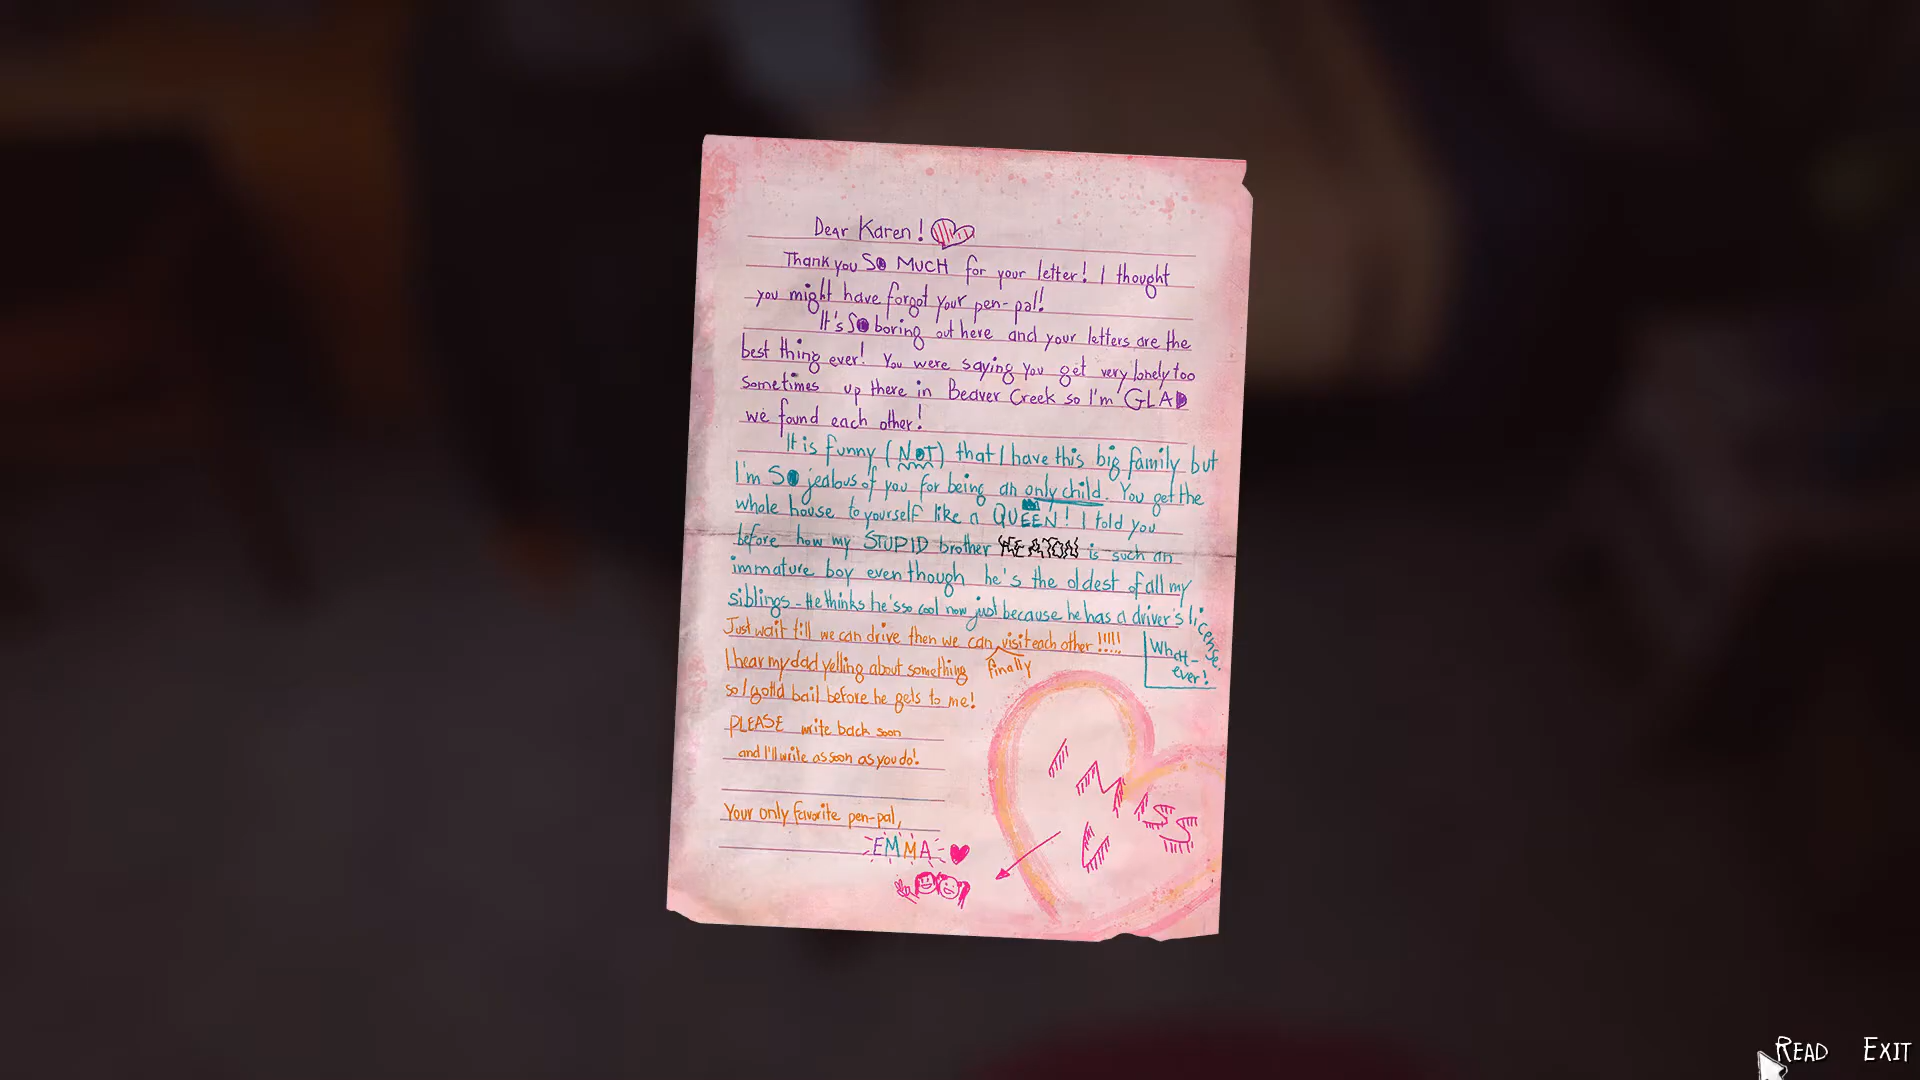 Dear Karen!
Thank you SO MUCH for your letter! I thought
you might have forgot your pen-pal!
It's SO boring out here and your letters are the
best thing ever! You were saying you get very lonely too
sometimes up there in Beaver Creek so I'm GLAD
we found each other!
It is funny (NOT) that I have this big family but
I'm SO jealous of you for being an only child. You get the
whole house to yourself like a QUEEN! I told you
before how my STUPID brother HEATON is such an
immature boy even though he's the oldest of all my
siblings - He thinks he's so cool now just because he has a driver's license.
What-
ever!
Just wait till we can drive then we can visit each other!!!!!
finally
I hear my dad yelling about something
so I gotta bail before he gets to me!
PLEASE write back soon
and I'll write as soon as you do!
Your only favorite pen-pal,
EMMA
I
MISS
U
READ EXIT